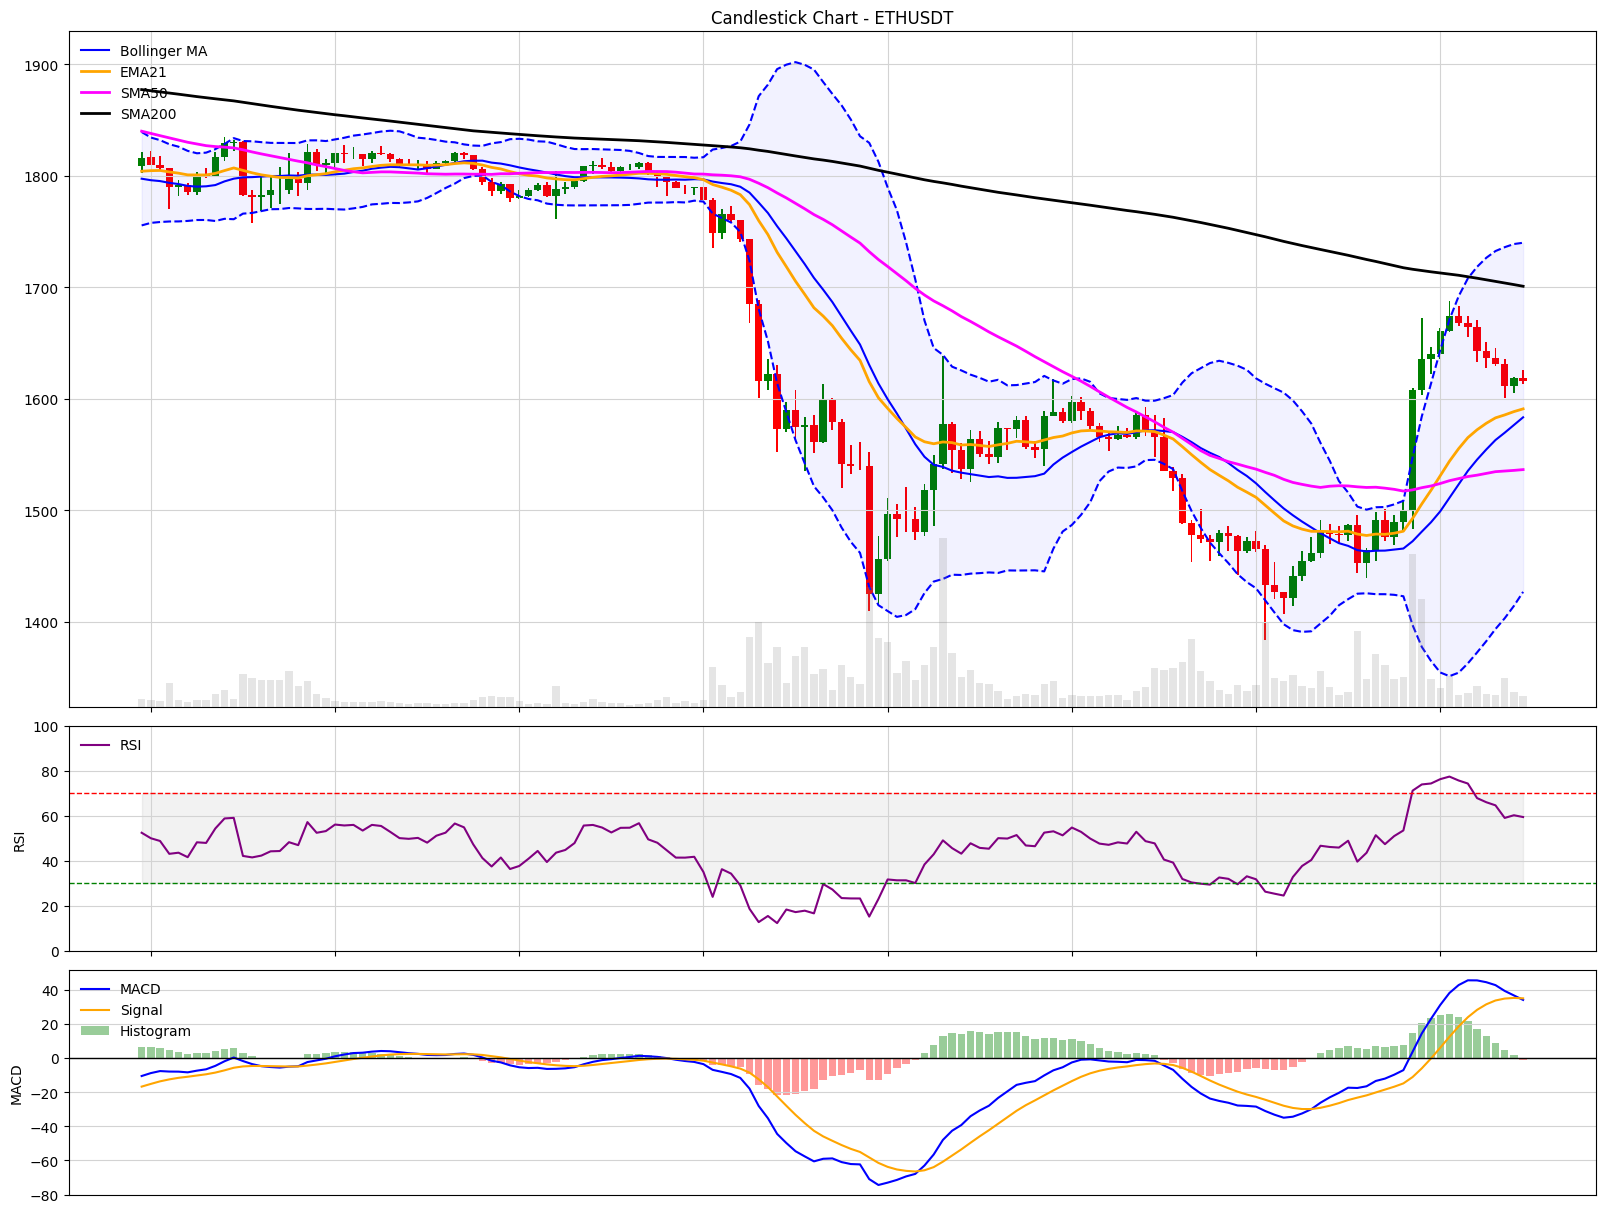 Candlestick Chart - ETHUSDT
Bollinger MA
EMA21
SMA50
SMA200
1900
1800
1700
1600
1500
1400
RSI
100
80
60
40
20
0
RSI
MACD
Signal
Histogram
40
20
0
−20
−40
−60
−80
MACD